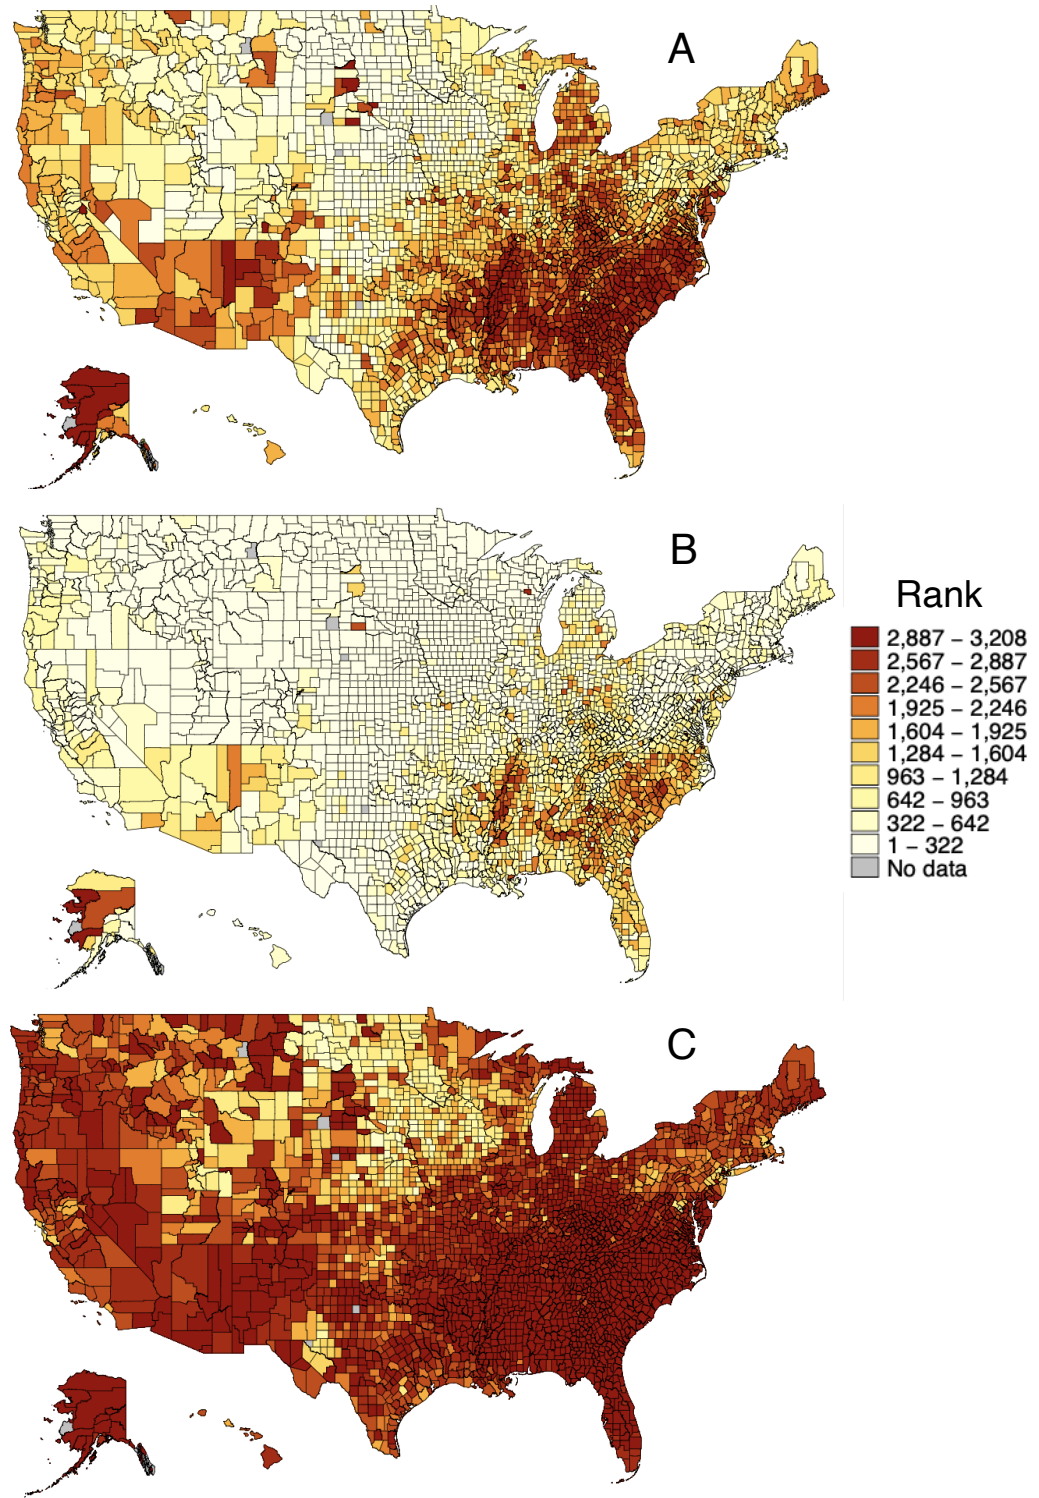 A
B
Rank
2,887 – 3,208
2,567 – 2,887
2,246 – 2,567
1,925 – 2,246
1,604 – 1,925
1,284 – 1,604
963 – 1,284
642 – 963
322 – 642
1 – 322
No data
C